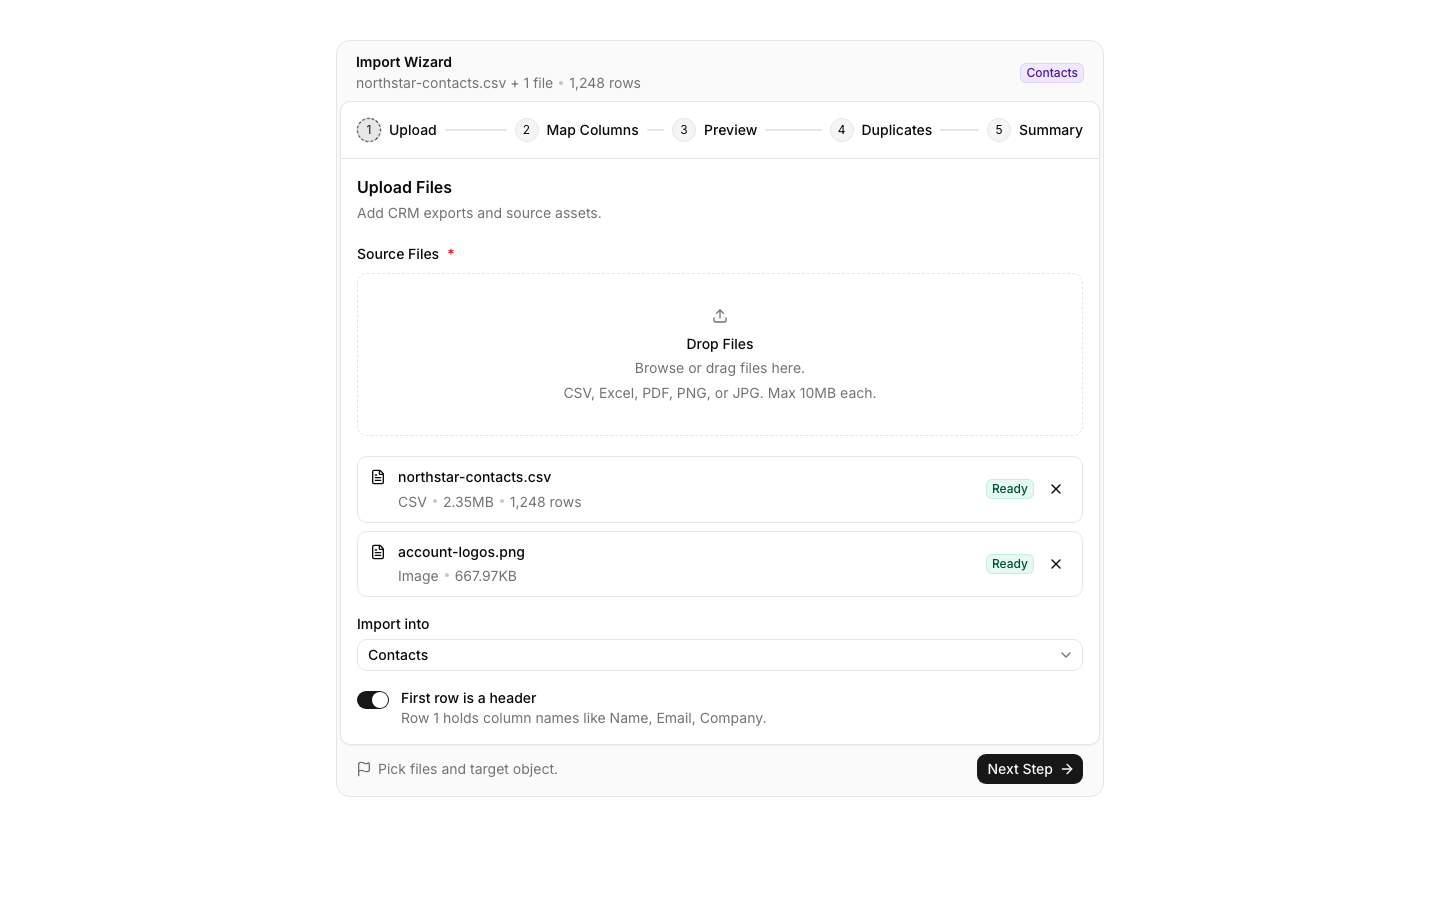 Import Wizard
northstar-contacts.csv + 1 file • 1,248 rows
Contacts
1 Upload 2 Map Columns 3 Preview 4 Duplicates 5 Summary
Upload Files
Add CRM exports and source assets.
Source Files *
Drop Files
Browse or drag files here.
CSV, Excel, PDF, PNG, or JPG. Max 10MB each.
northstar-contacts.csv
CSV • 2.35MB • 1,248 rows
Ready
account-logos.png
Image • 667.97KB
Ready
Import into
Contacts
First row is a header
Row 1 holds column names like Name, Email, Company.
Pick files and target object.
Next Step